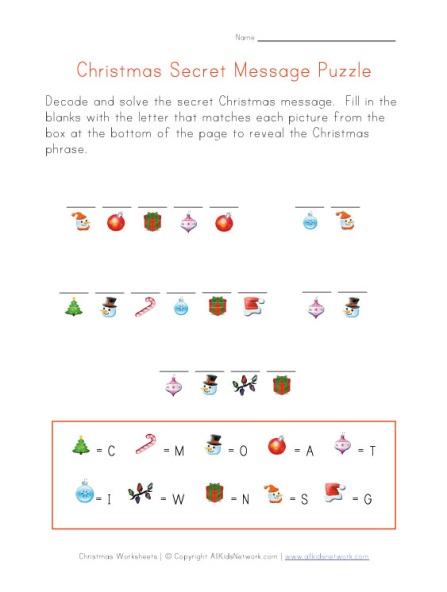 Name
Christmas Secret Message Puzzle
Decode and solve the secret Christmas message. Fill in the
blanks with the letter that matches each picture from the
box at the bottom of the page to reveal the Christmas
phrase.
= C = M = O = A = T
= I = W = N = S = G
Christmas Worksheets | © Copyright AllKidsNetwork.com | www.allkidsnetwork.com